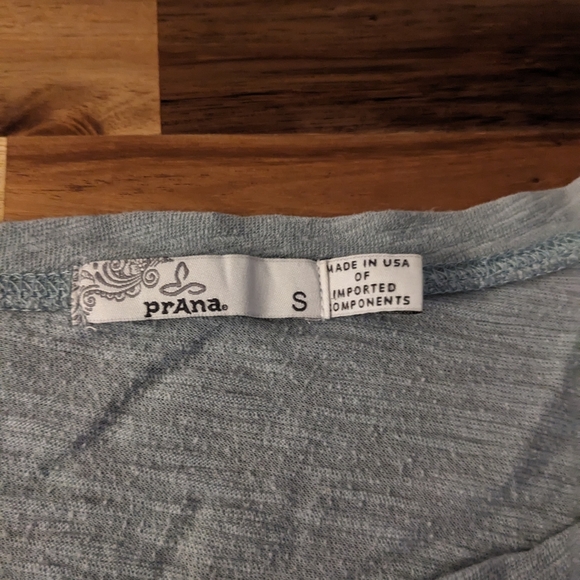 prAna®
S
MADE IN USA
OF
IMPORTED
COMPONENTS